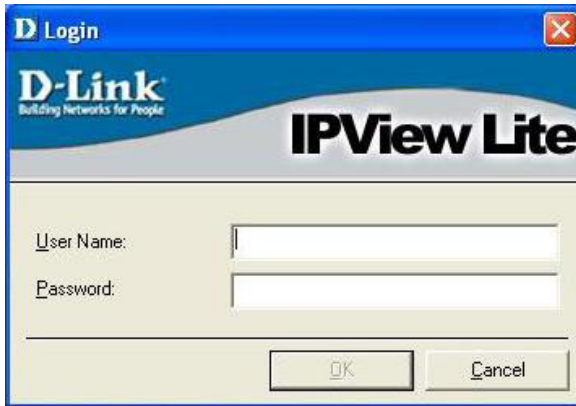 D Login
D-Link
Building Networks for People
IPView Lite
User Name:
Password:
OK
Cancel